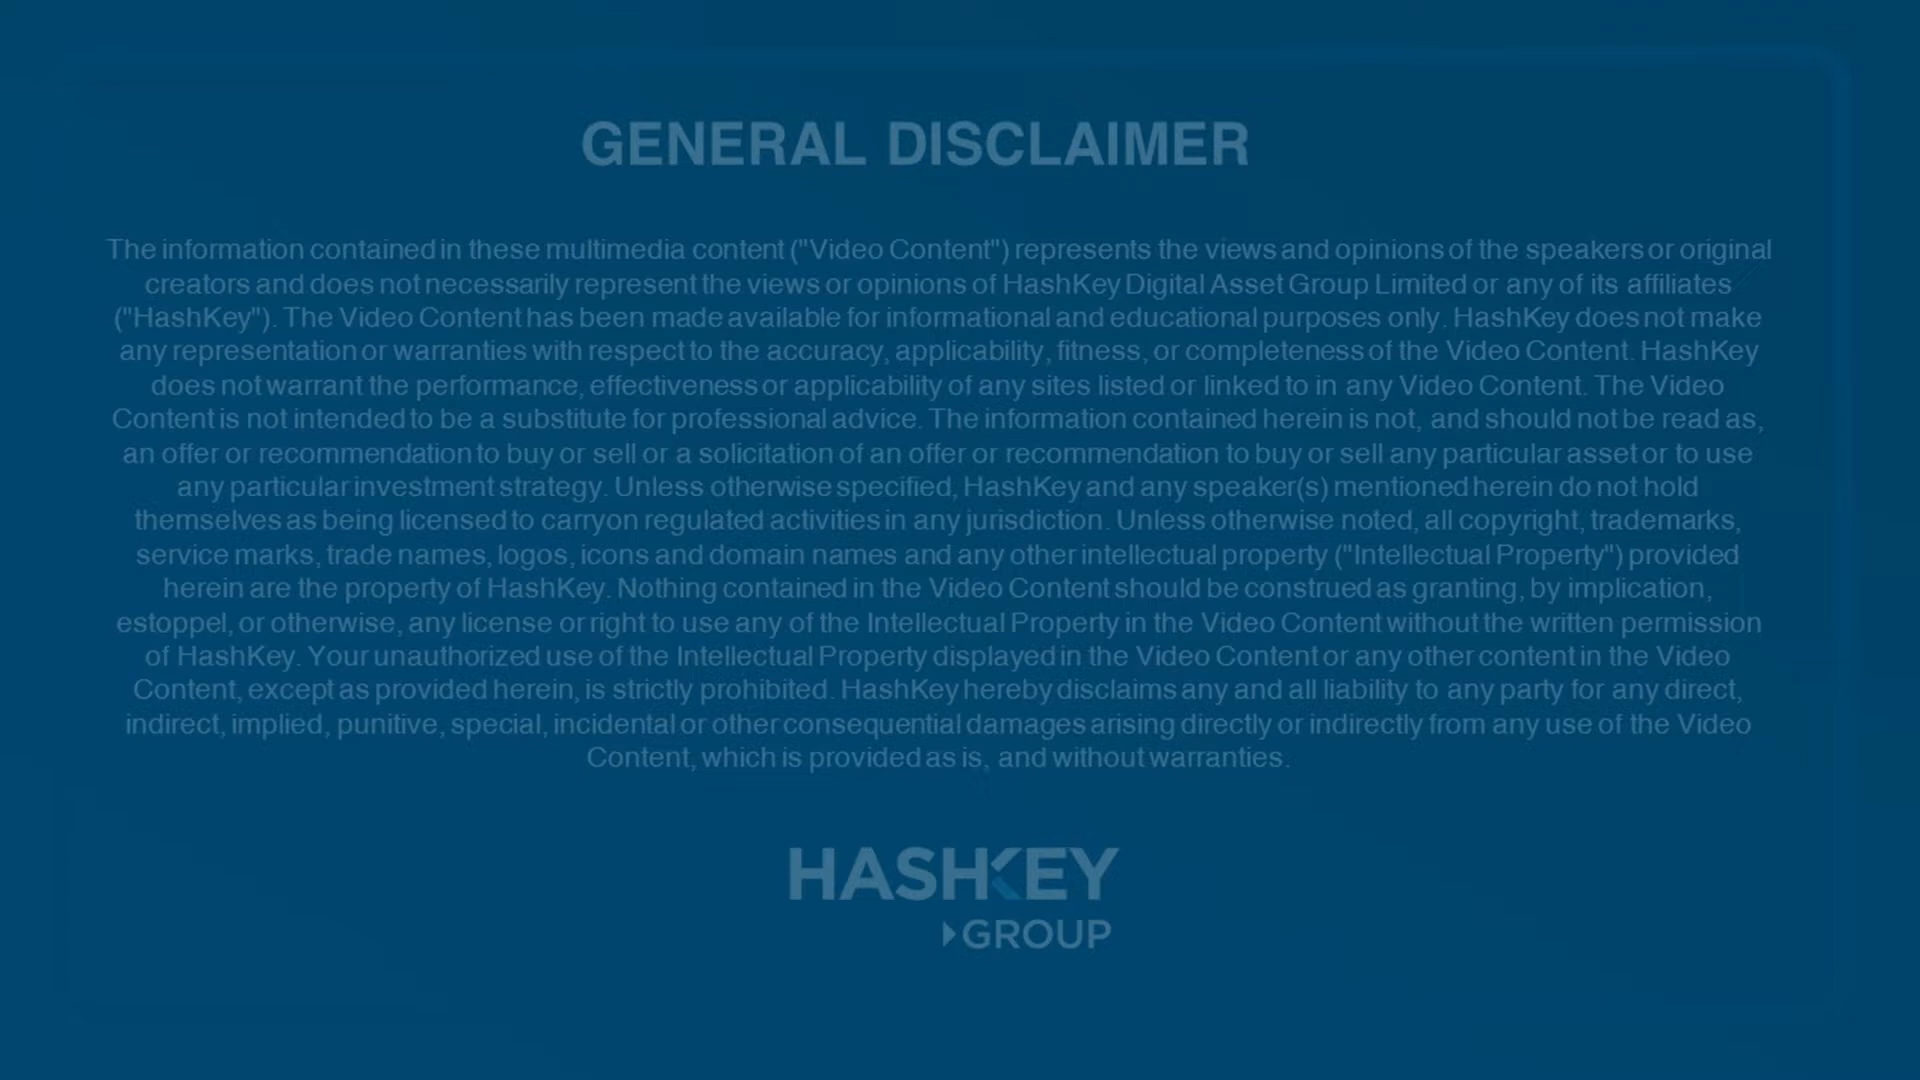 GENERAL DISCLAIMER
The information contained in these multimedia content ("Video Content") represents the views and opinions of the speakers or original
creators and does not necessarily represent the views or opinions of HashKey Digital Asset Group Limited or any of its affiliates
("HashKey"). The Video Content has been made available for informational and educational purposes only. HashKey does not make
any representation or warranties with respect to the accuracy, applicability, fitness, or completeness of the Video Content. HashKey
does not warrant the performance, effectiveness or applicability of any sites listed or linked to in any Video Content. The Video
Content is not intended to be a substitute for professional advice. The information contained herein is not, and should not be read as,
an offer or recommendation to buy or sell or a solicitation of an offer or recommendation to buy or sell any particular asset or to use
any particular investment strategy. Unless otherwise specified, HashKey and any speaker(s) mentioned herein do not hold
themselves as being licensed to carryon regulated activities in any jurisdiction. Unless otherwise noted, all copyright, trademarks,
service marks, trade names, logos, icons and domain names and any other intellectual property ("Intellectual Property") provided
herein are the property of HashKey. Nothing contained in the Video Content should be construed as granting, by implication,
estoppel, or otherwise, any license or right to use any of the Intellectual Property in the Video Content without the written permission
of HashKey. Your unauthorized use of the Intellectual Property displayed in the Video Content or any other content in the Video
Content, except as provided herein, is strictly prohibited. HashKey hereby disclaims any and all liability to any party for any direct,
indirect, implied, punitive, special, incidental or other consequential damages arising directly or indirectly from any use of the Video
Content, which is provided as is, and without warranties.
HASHKEY
GROUP